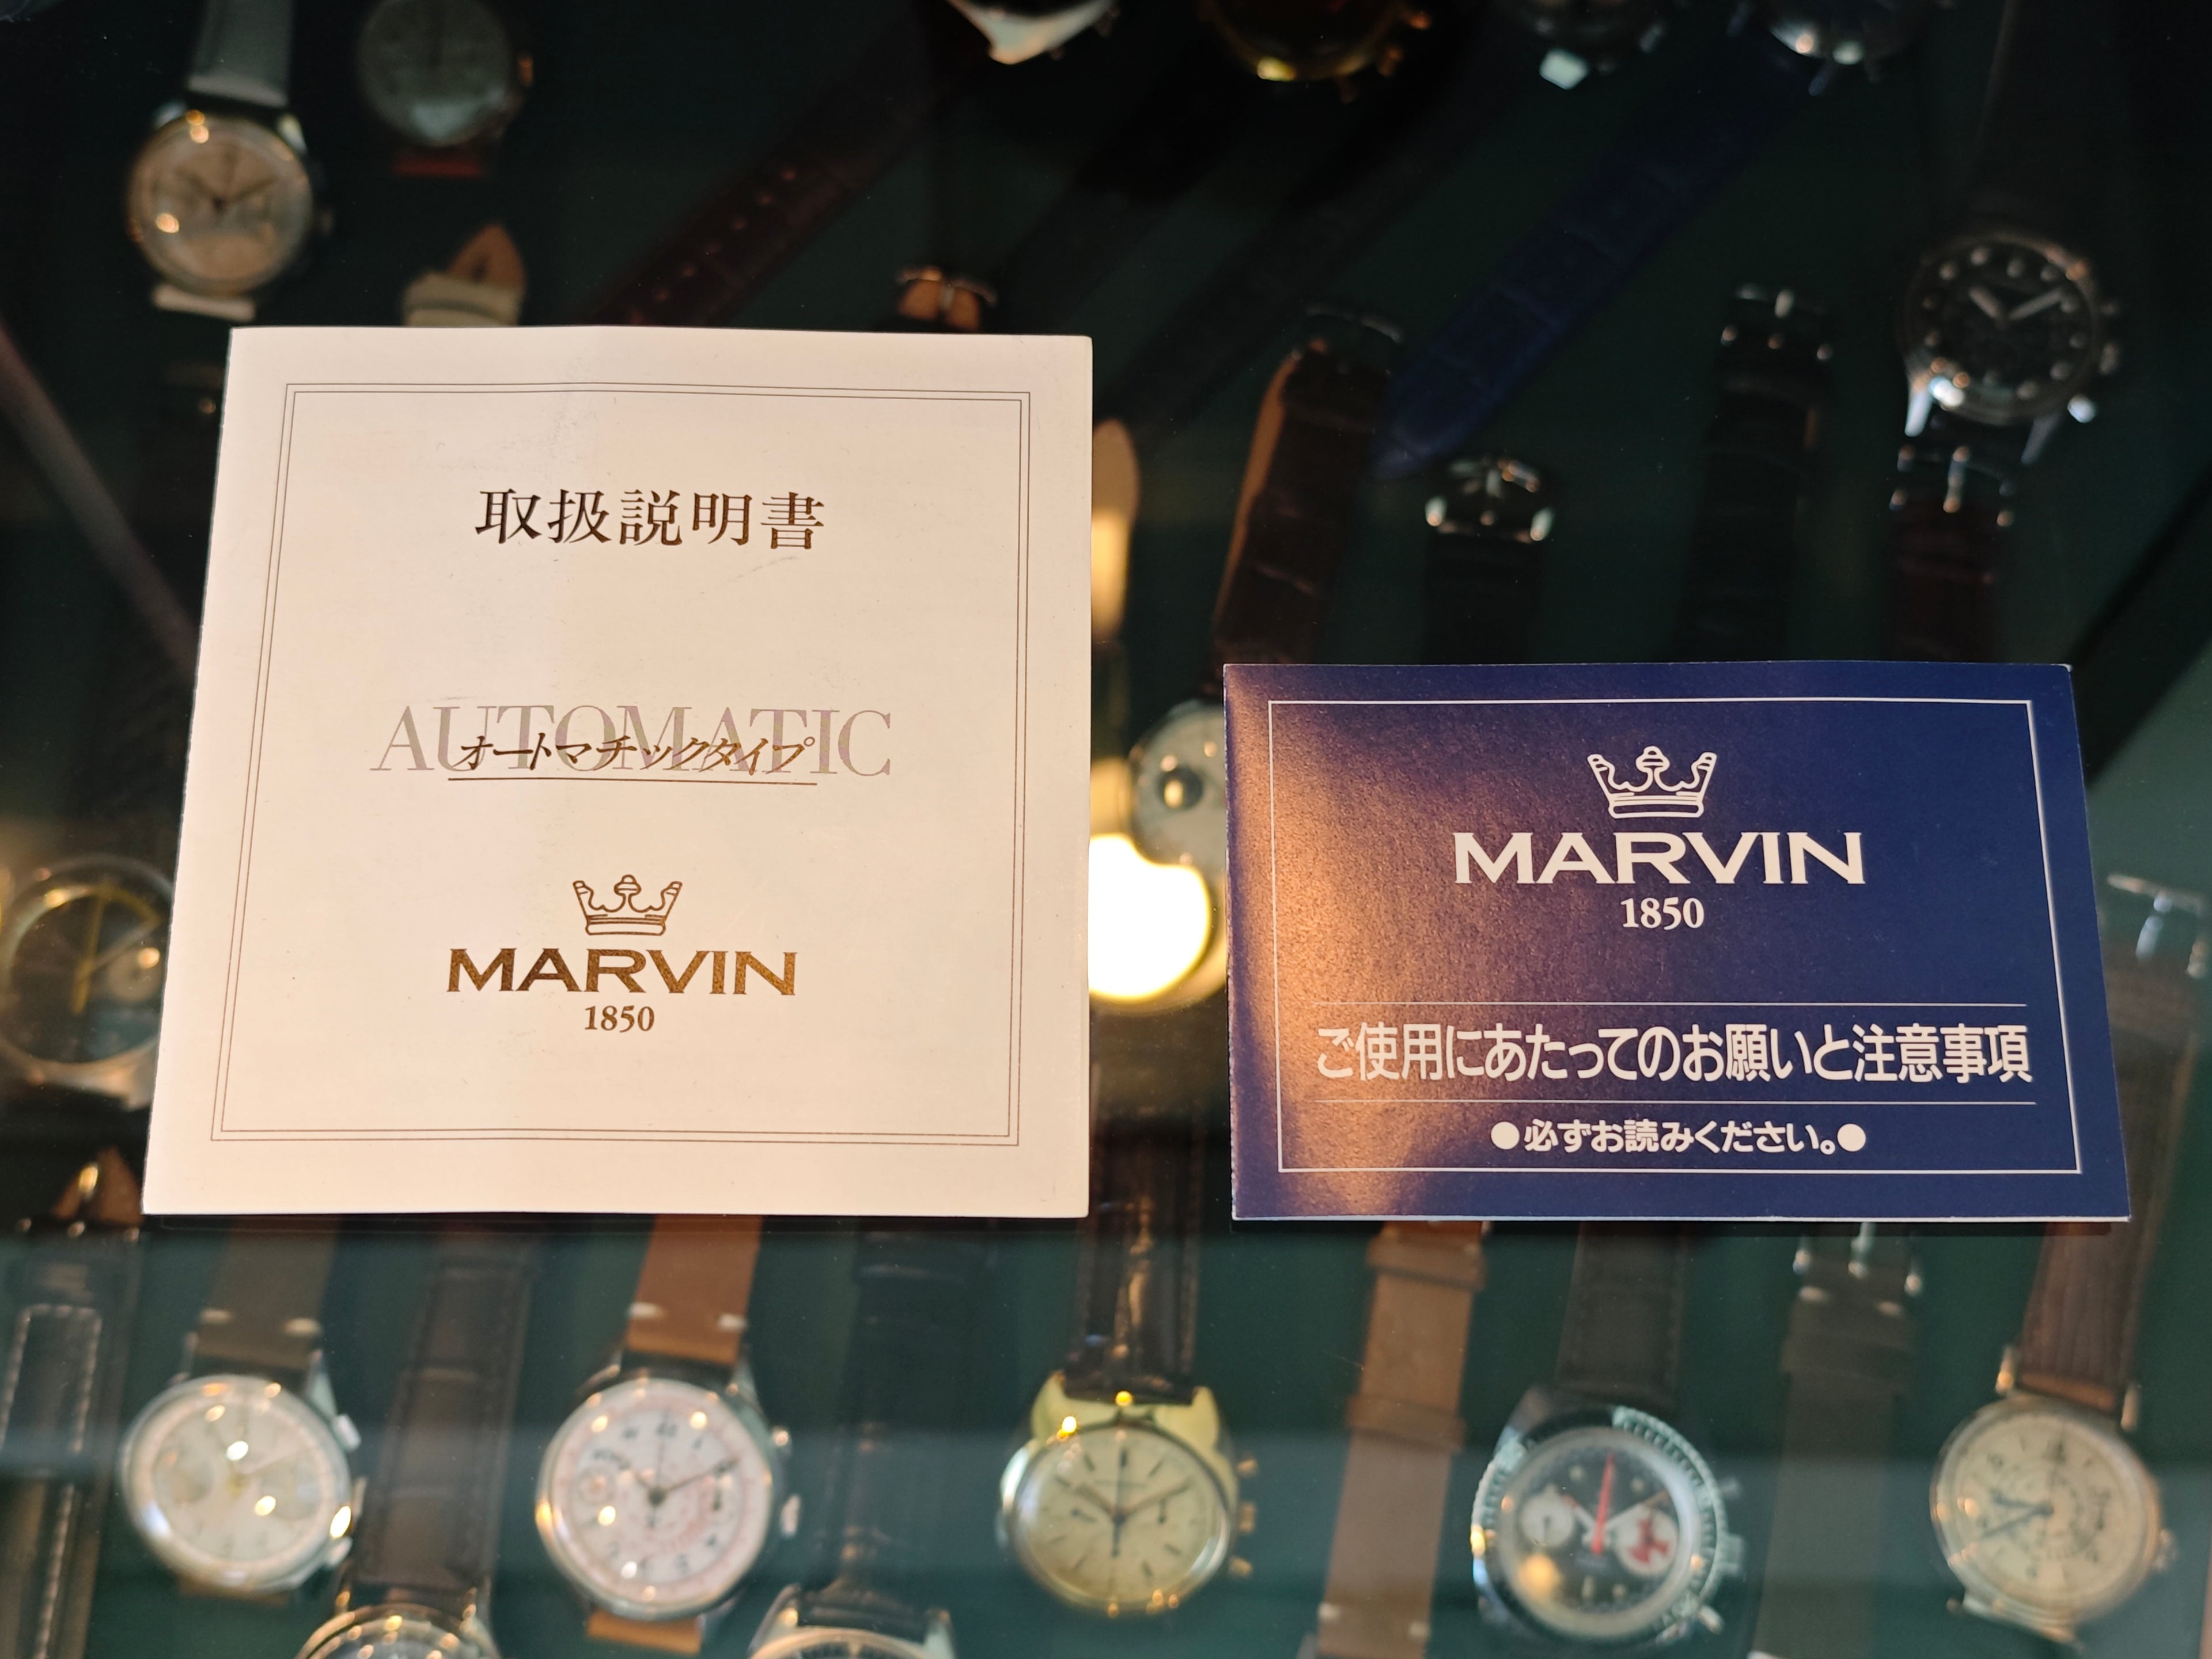 取扱説明書
AUTOMATIC
オートマチックタイプ
MARVIN
1850
MARVIN
1850
ご使用にあたってのお願いと注意事項
●必ずお読みください。●